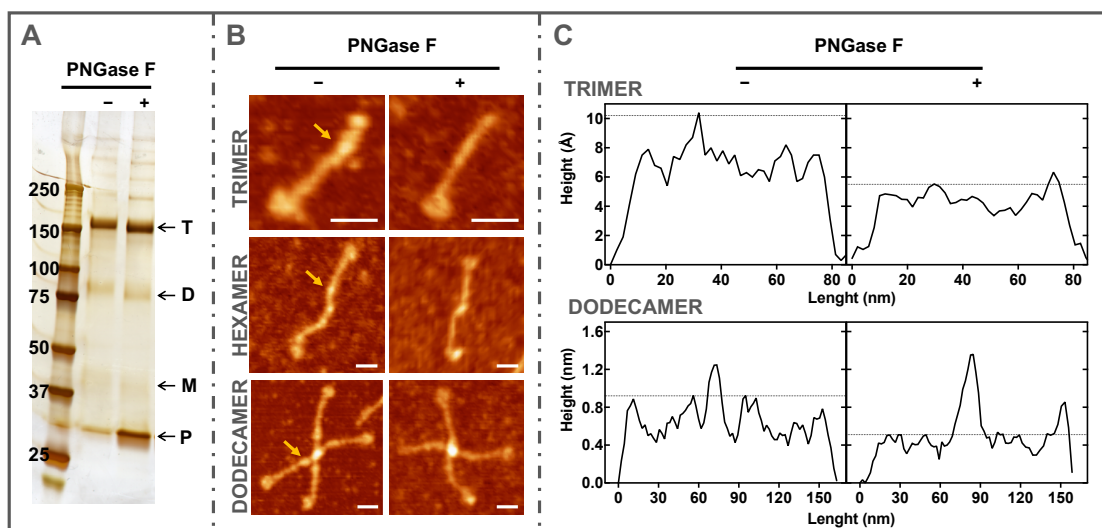 A
PNGase F
– +
250
150
100
75
50
37
25
T
D
M
P
B
PNGase F
– +
TRIMER
HEXAMER
DODECAMER
C
PNGase F
– +
TRIMER
Height (Å)
10
8
6
4
2
0
0 20 40 60 80 0 20 40 60 80
Lenght (nm)
DODECAMER
Height (nm)
1.6
1.2
0.8
0.4
0.0
0 30 60 90 120 150 0 30 60 90 120 150
Lenght (nm) Lenght (nm)